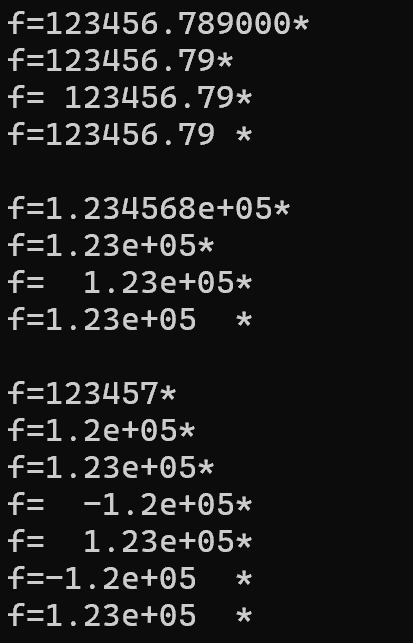 f=123456.789000*
f=123456.79*
f= 123456.79*
f=123456.79 *
f=1.234568e+05*
f=1.23e+05*
f=  1.23e+05*
f=1.23e+05  *
f=123457*
f=1.2e+05*
f=1.23e+05*
f=  -1.2e+05*
f=  1.23e+05*
f=-1.2e+05  *
f=1.23e+05  *